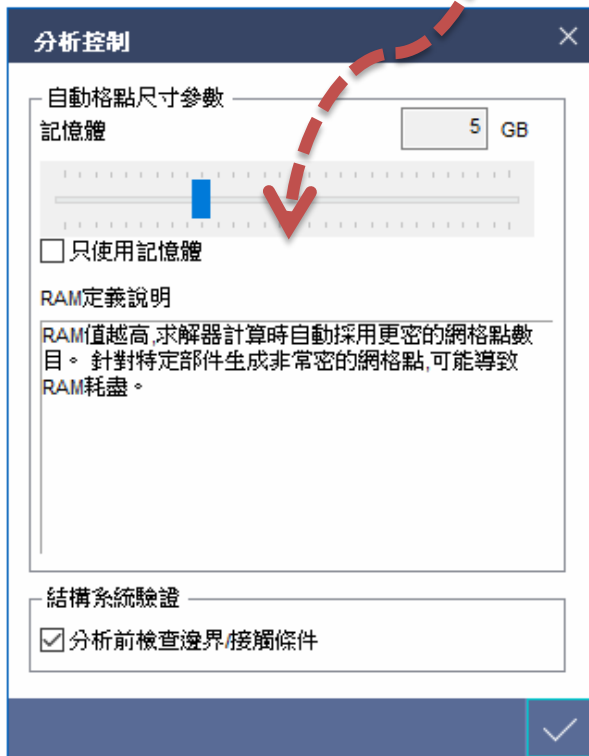 分析控制
自動格點尺寸參數
記憶體
5 GB
只使用記憶體
RAM定義說明
RAM值越高,求解器計算時自動採用更密的網格點數
目。 針對特定部件生成非常密的網格點,可能導致
RAM耗盡。
結構系統驗證
分析前檢查邊界/接觸條件